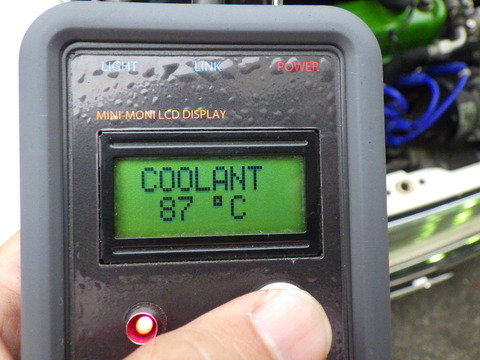 LIGHT LINK POWER
MINI-MONI LCD DISPLAY
COOLANT
87 °C